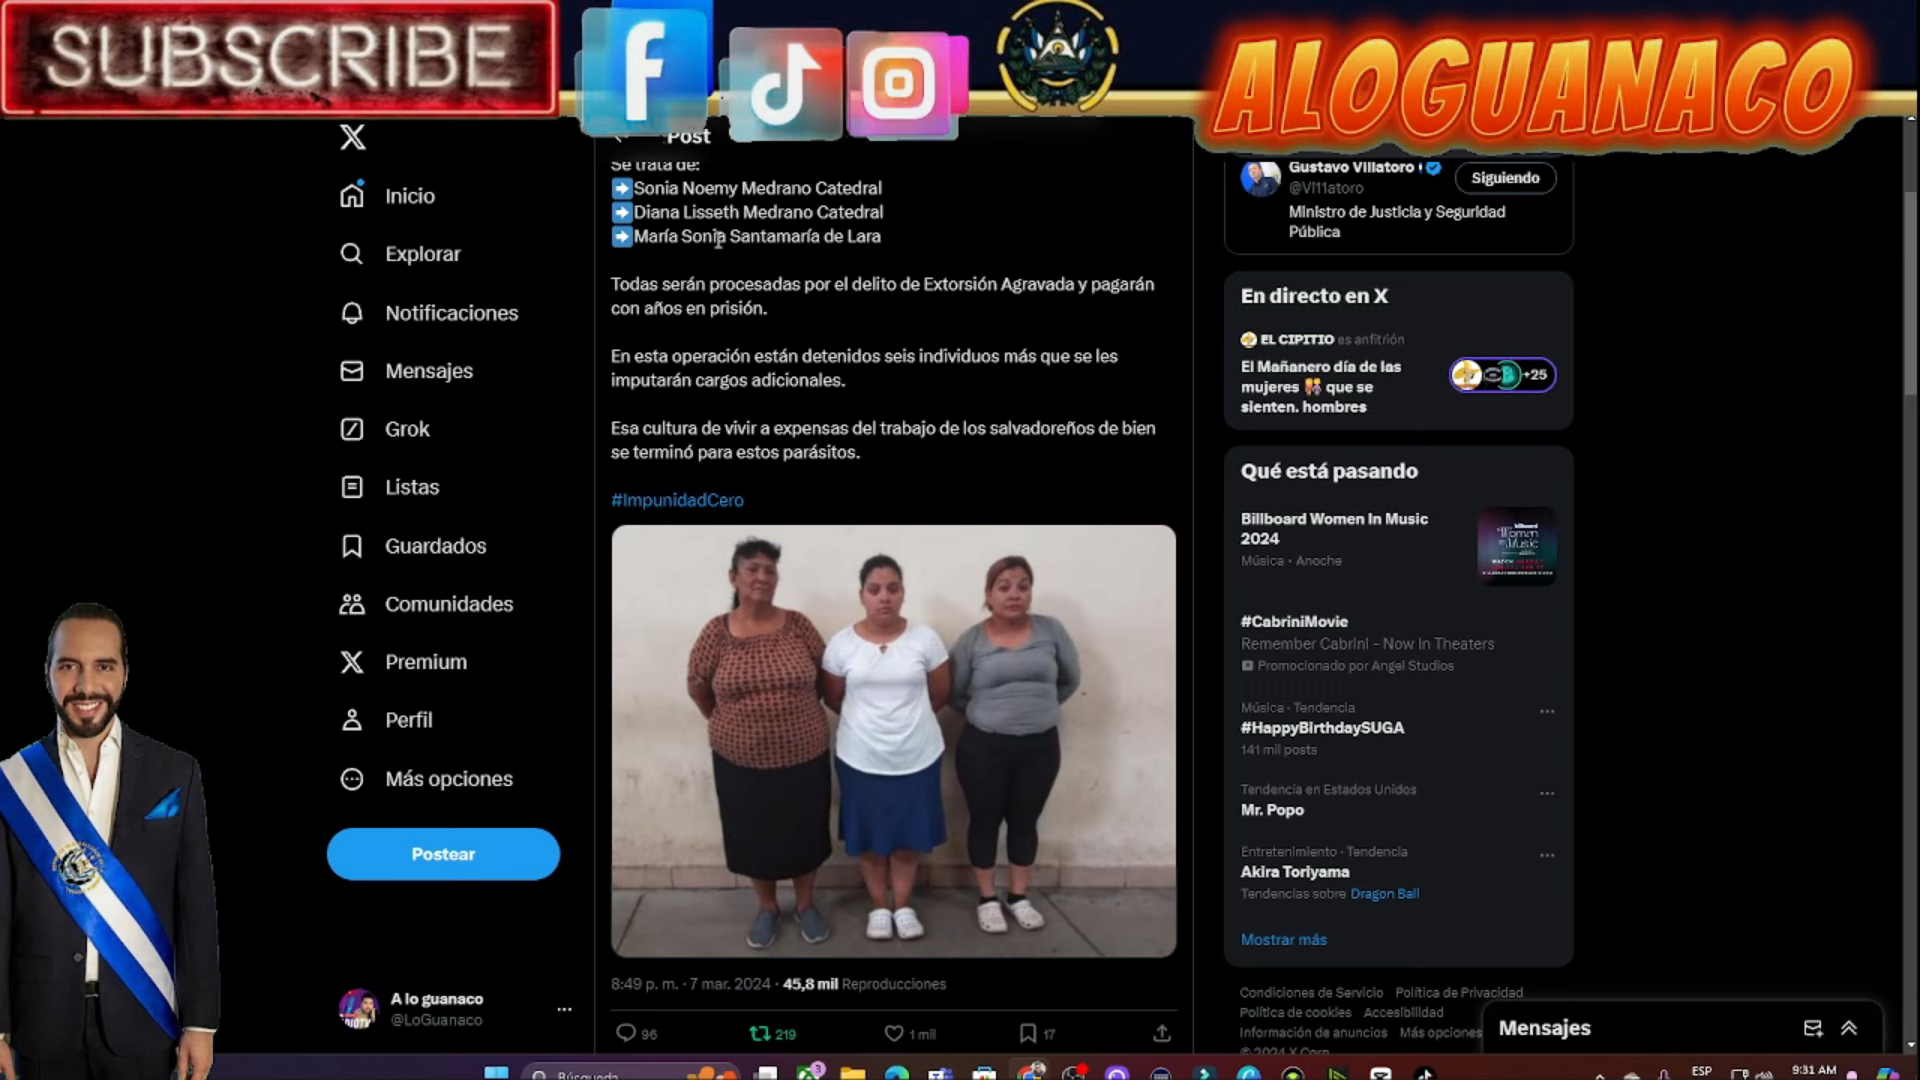 SUBSCRIBE
ALOGUANACO
Post
Se trata de:
Sonia Noemy Medrano Catedral
Diana Lisseth Medrano Catedral
María Sonia Santamaría de Lara
Todas serán procesadas por el delito de Extorsión Agravada y pagarán
con años en prisión.
En esta operación están detenidos seis individuos más que se les
imputarán cargos adicionales.
Esa cultura de vivir a expensas del trabajo de los salvadoreños de bien
se terminó para estos parásitos.
#ImpunidadCero
8:49 p. m. · 7 mar. 2024 · 45,8 mil Reproducciones
96
219
1 mil
17
Inicio
Explorar
Notificaciones
Mensajes
Grok
Listas
Guardados
Comunidades
Premium
Perfil
Más opciones
Postear
A lo guanaco
@LoGuanaco
Gustavo Villatoro
@Vi11atoro
Siguiendo
Ministro de Justicia y Seguridad
Pública
En directo en X
EL CIPITIO es anfitrión
El Mañanero día de las
mujeres que se
sienten. hombres
+25
Qué está pasando
Billboard Women In Music
2024
Música · Anoche
#CabriniMovie
Remember Cabrini - Now In Theaters
Promocionado por Angel Studios
Música · Tendencia
#HappyBirthdaySUGA
141 mil posts
Tendencia en Estados Unidos
Mr. Popo
Entretenimiento · Tendencia
Akira Toriyama
Tendencias sobre Dragon Ball
Mostrar más
Condiciones de Servicio Política de Privacidad
Política de cookies Accesibilidad
Información de anuncios Más opciones
© 2024 X Corp.
Mensajes
Búsqueda
3
ESP
9:31 AM